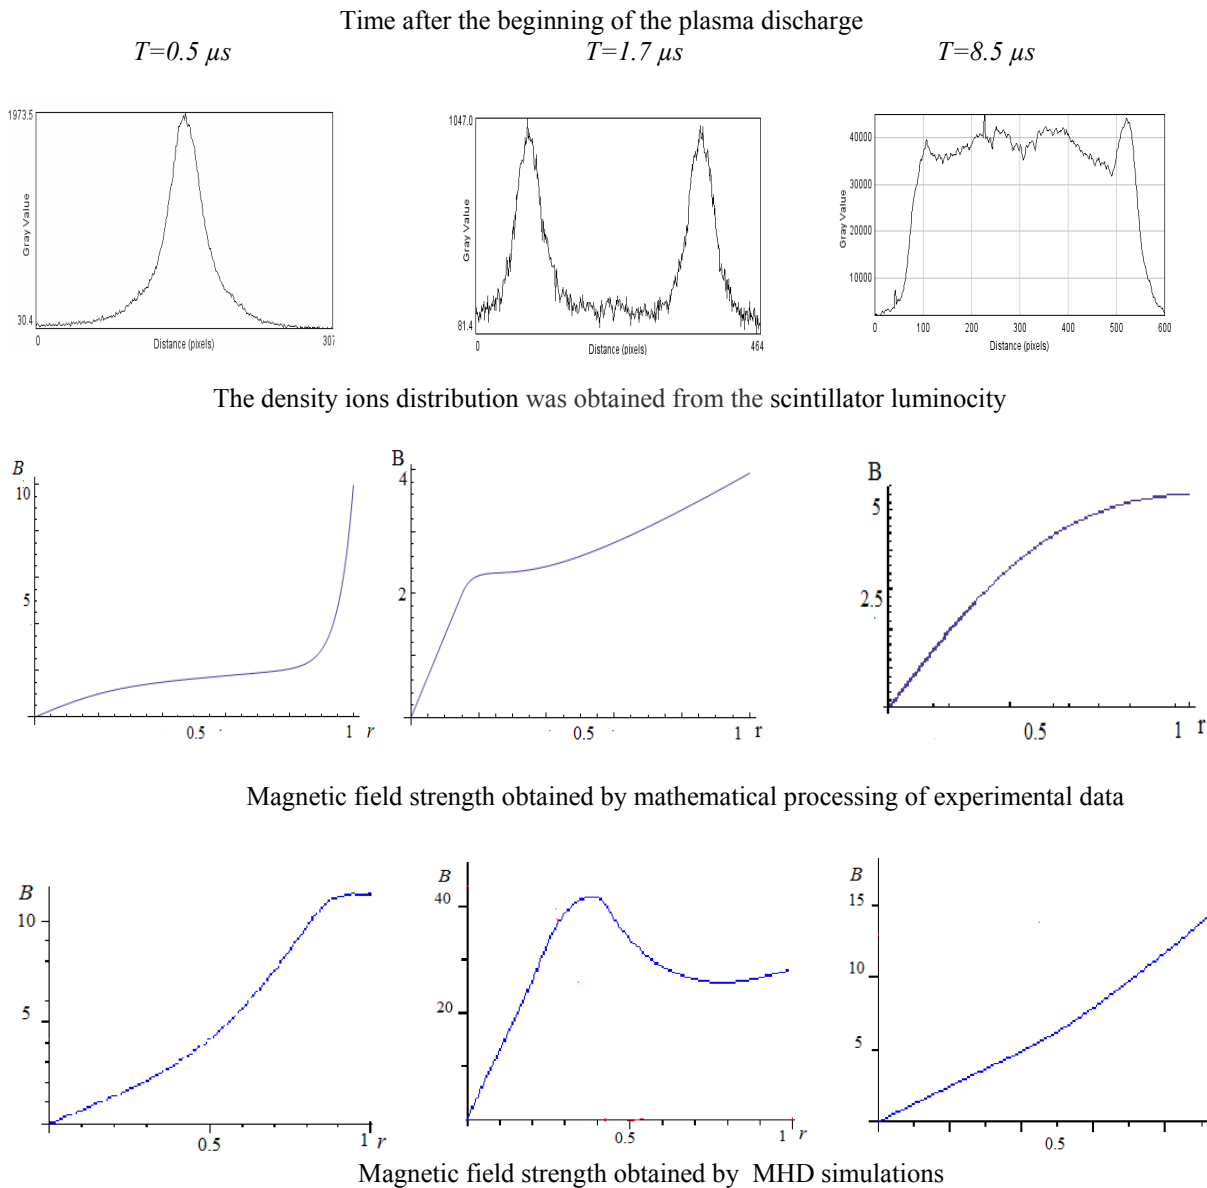 Time after the beginning of the plasma discharge
T=0.5 µs
T=1.7 µs
T=8.5 µs
1973.5
Gray Value
30.4
0
Distance (pixels)
307
1047.0
Gray Value
81.4
0
Distance (pixels)
464
40000
30000
20000
10000
Gray Value
0 100 200 300 400 500 600
Distance (pixels)
The density ions distribution was obtained from the scintillator luminocity
B
10
5
0.5
1 r
B
4
2
0.5
1 r
B
5
2.5
0.5
1 r
Magnetic field strength obtained by mathematical processing of experimental data
B
10
5
0.5
1 r
B
40
20
0.5
1 r
B
15
10
5
0.5
Magnetic field strength obtained by MHD simulations